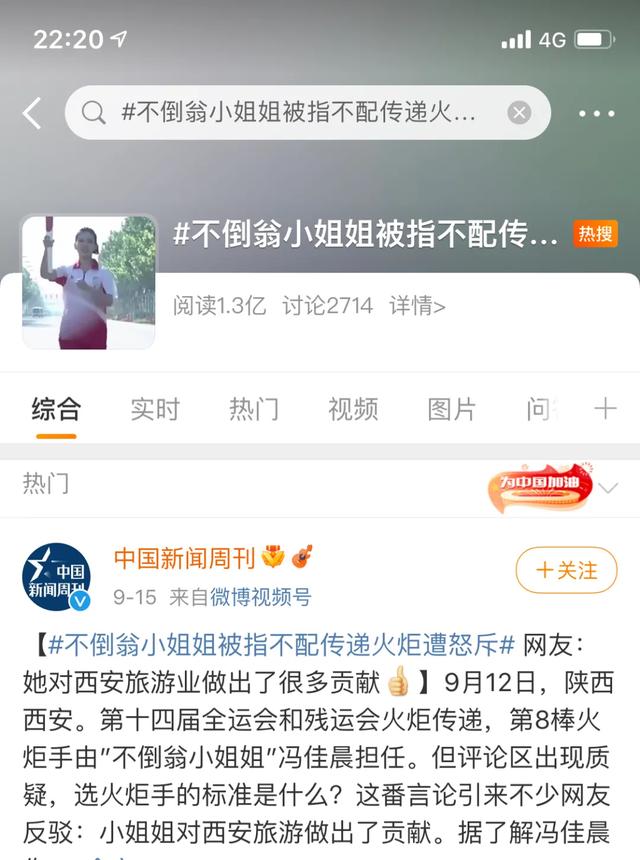 22:20
4G
#不倒翁小姐姐被指不配传递火...
#不倒翁小姐姐被指不配传... 热搜
阅读1.3亿 讨论2714 详情>
综合 实时 热门 视频 图片 问
热门
为中国加油
中国新闻周刊
中国
新闻周刊
+关注
9-15 来自微博视频号
【#不倒翁小姐姐被指不配传递火炬遭怒斥# 网友：
她对西安旅游业做出了很多贡献👍】9月12日，陕西
西安。第十四届全运会和残运会火炬传递，第8棒火
炬手由”不倒翁小姐姐”冯佳晨担任。但评论区出现质
疑，选火炬手的标准是什么？这番言论引来不少网友
反驳：小姐姐对西安旅游做出了贡献。据了解冯佳晨